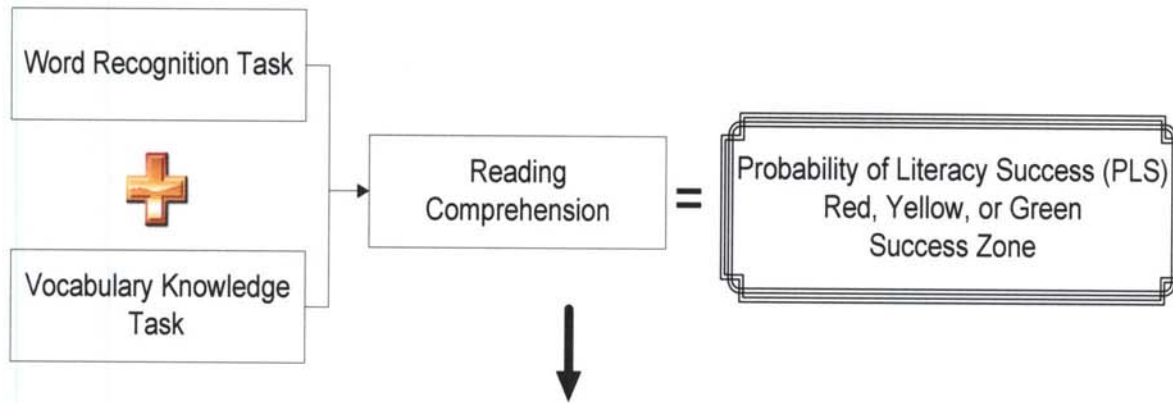 Word Recognition Task
Vocabulary Knowledge
Task
Reading
Comprehension
=
Probability of Literacy Success (PLS)
Red, Yellow, or Green
Success Zone